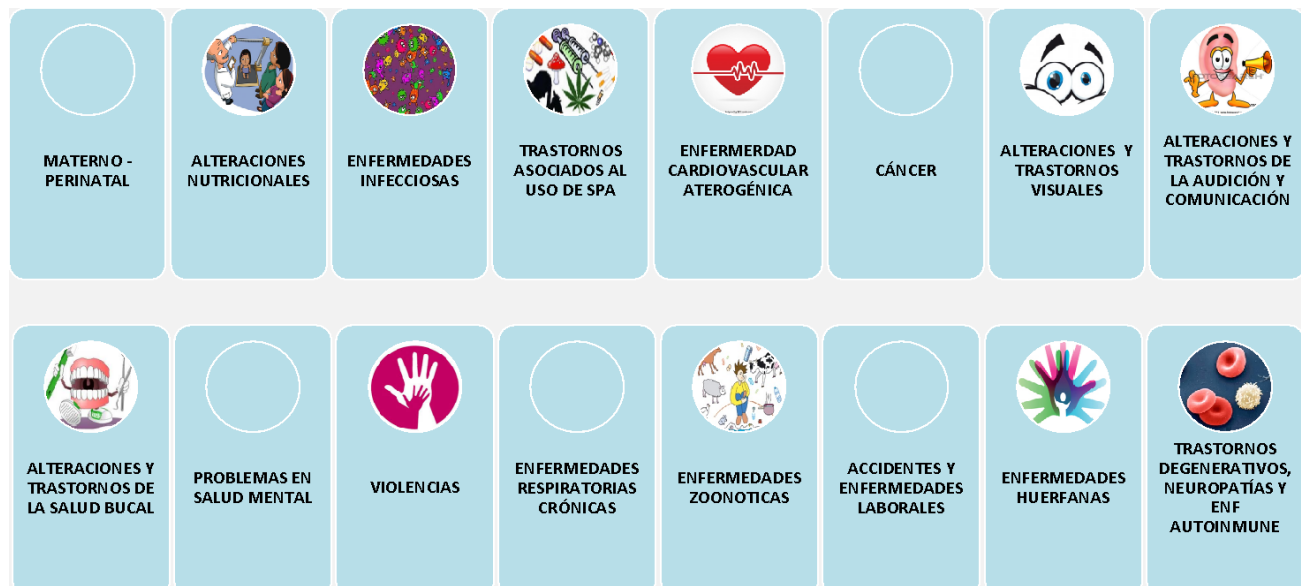 MATERNO -
PERINATAL
ALTERACIONES
NUTRICIONALES
ENFERMEDADES
INFECCIOSAS
TRASTORNOS
ASOCIADOS AL
USO DE SPA
ENFERMERDAD
CARDIOVASCULAR
ATEROGÉNICA
CÁNCER
ALTERACIONES Y
TRASTORNOS
VISUALES
ALTERACIONES Y
TRASTORNOS DE
LA AUDICIÓN Y
COMUNICACIÓN
ALTERACIONES Y
TRASTORNOS DE
LA SALUD BUCAL
PROBLEMAS EN
SALUD MENTAL
VIOLENCIAS
ENFERMEDADES
RESPIRATORIAS
CRÓNICAS
ENFERMEDADES
ZOONOTICAS
ACCIDENTES Y
ENFERMEDADES
LABORALES
ENFERMEDADES
HUERFANAS
TRASTORNOS
DEGENERATIVOS,
NEUROPATÍAS Y
ENF
AUTOINMUNE